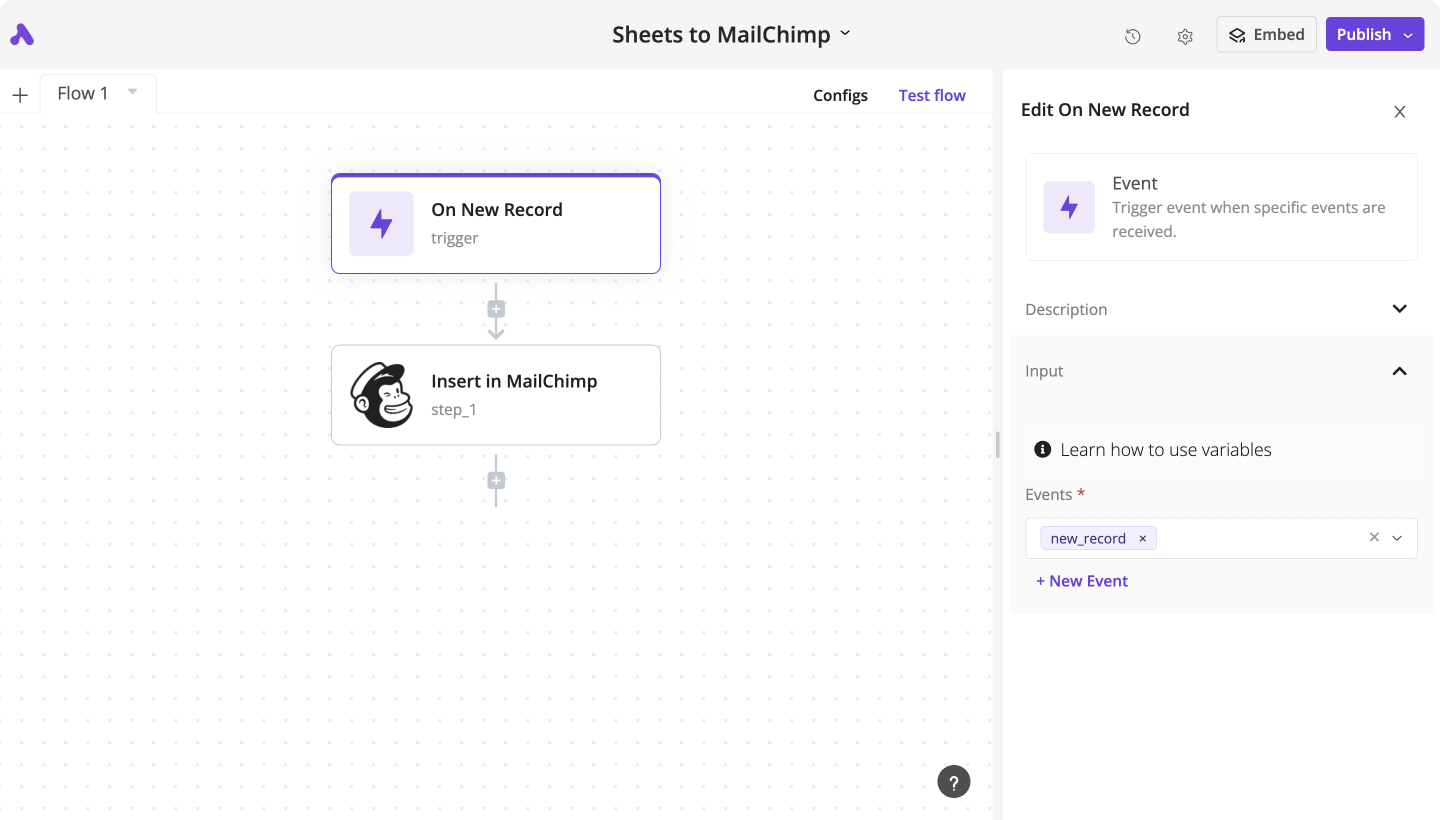 Sheets to MailChimp
Embed
Publish
Flow 1
Configs
Test flow
On New Record
trigger
Insert in MailChimp
step_1
?
Edit On New Record
Event
Trigger event when specific events are
received.
Description
Input
Learn how to use variables
Events *
new_record ×
+ New Event